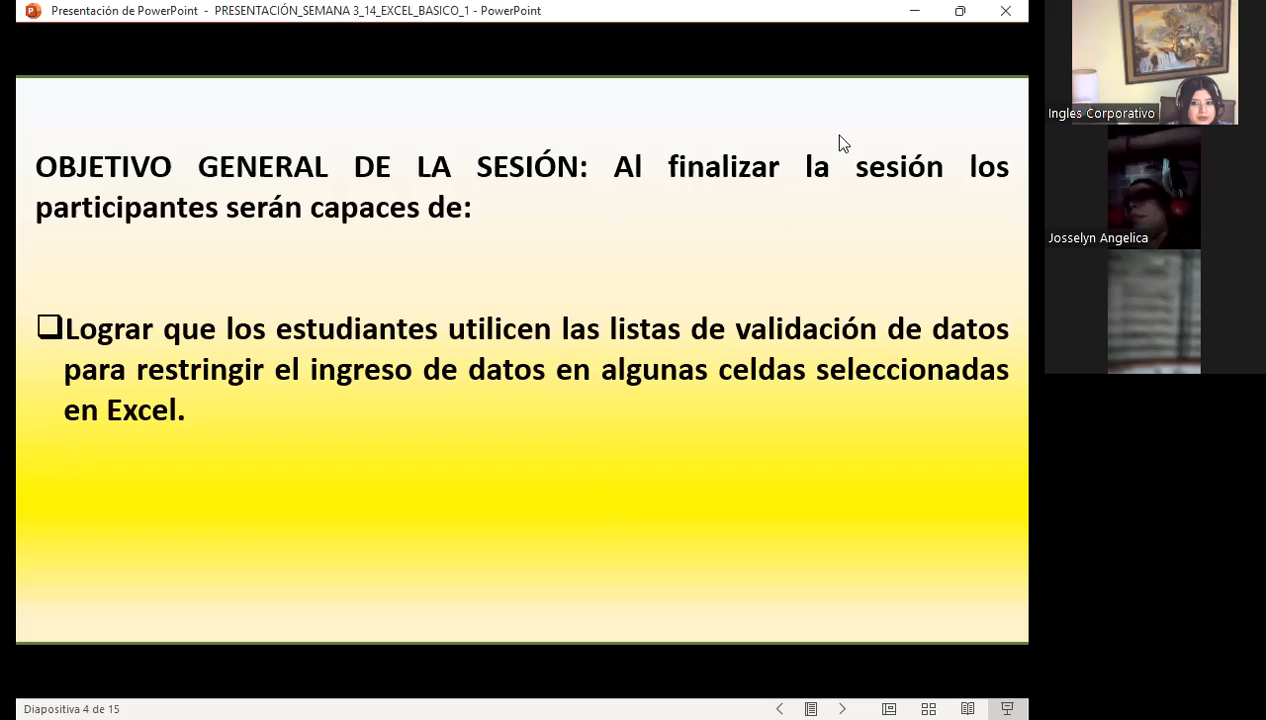 Presentación de PowerPoint - PRESENTACIÓN_SEMANA 3_14_EXCEL_BASICO_1 - PowerPoint
Ingles Corporativo
Josselyn Angelica
OBJETIVO GENERAL DE LA SESIÓN: Al finalizar la sesión los
participantes serán capaces de:
Lograr que los estudiantes utilicen las listas de validación de datos
para restringir el ingreso de datos en algunas celdas seleccionadas
en Excel.
Diapositiva 4 de 15